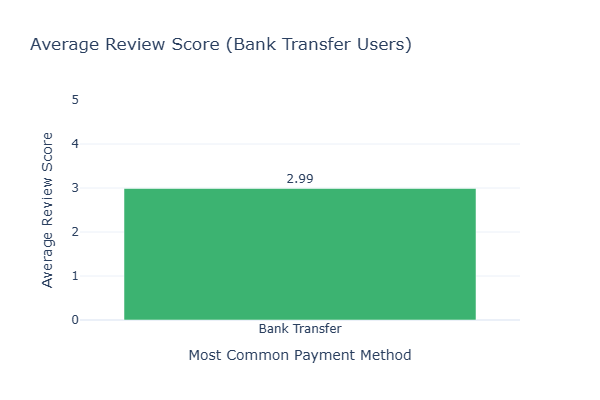 Average Review Score (Bank Transfer Users)
5
4
3
2
1
0
Average Review Score
2.99
Bank Transfer
Most Common Payment Method